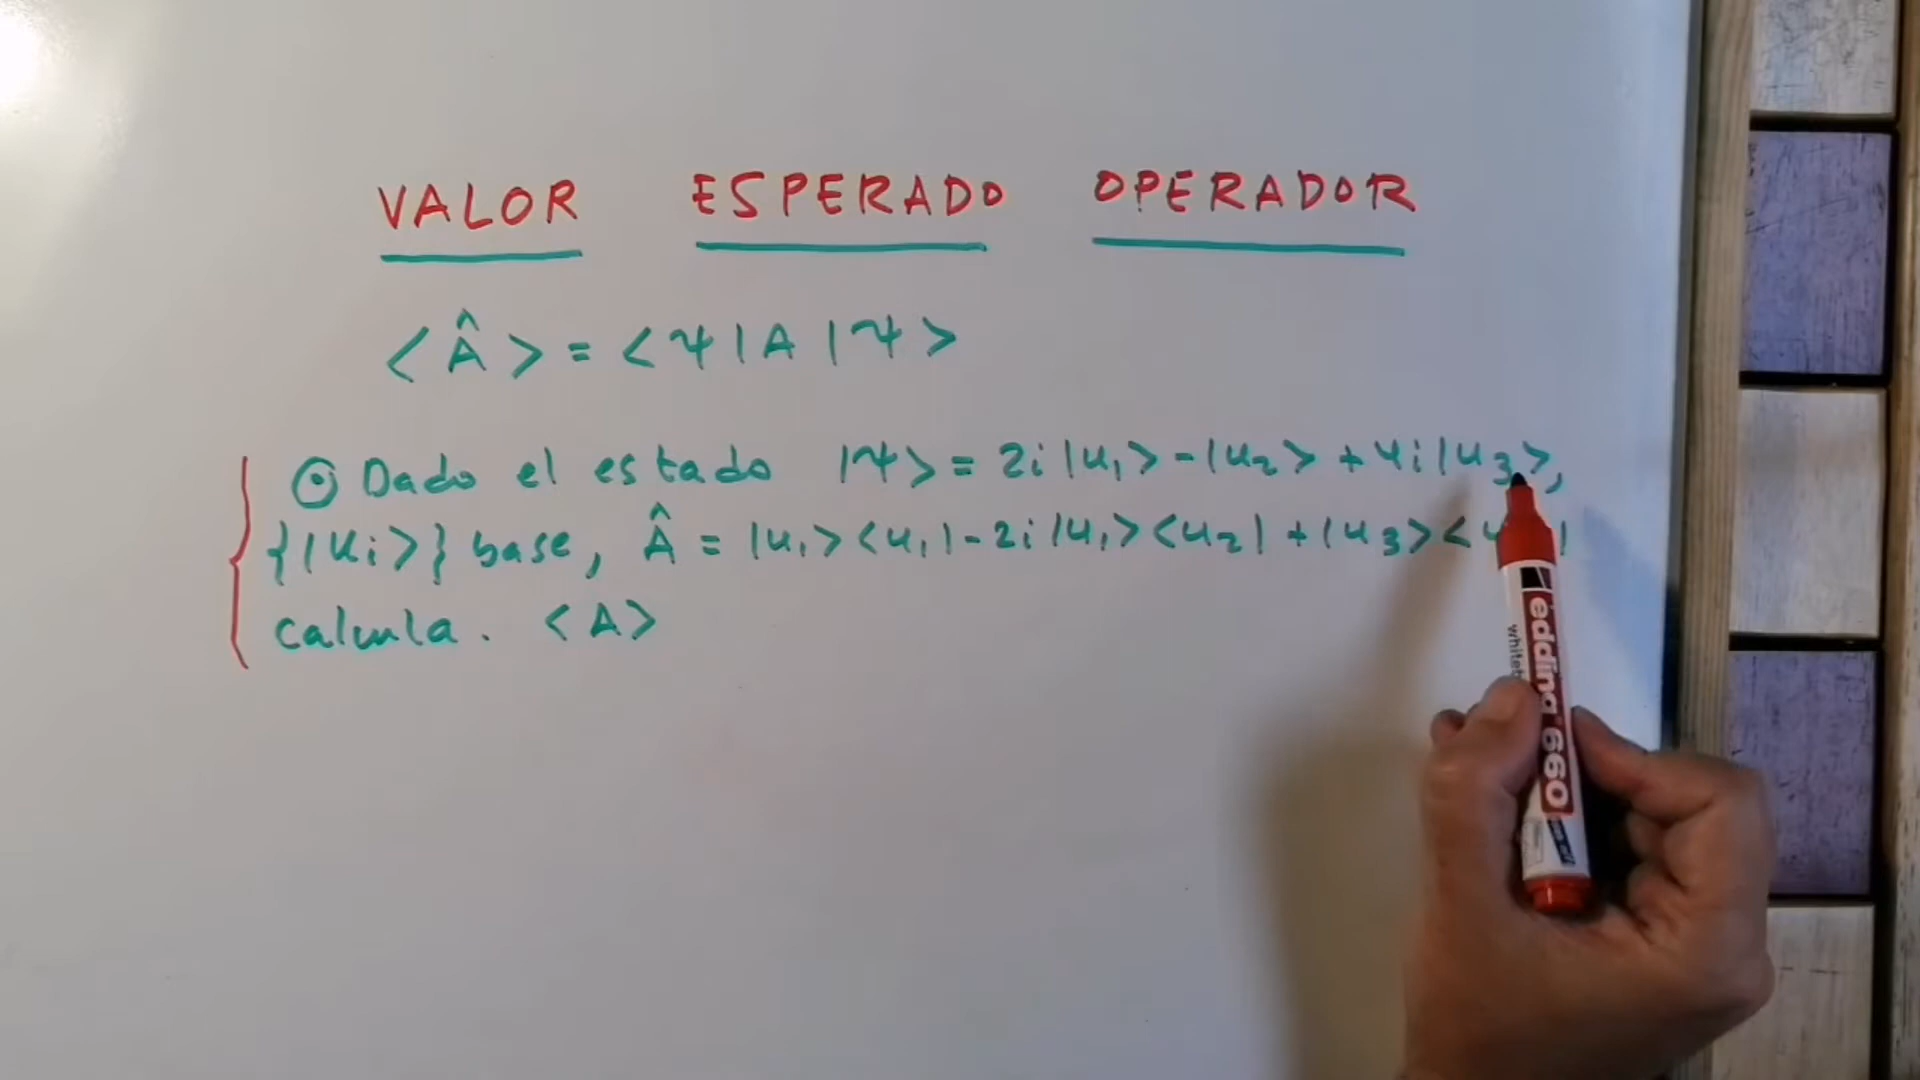 VALOR ESPERADO OPERADOR
<Â> = <Ψ|A|Ψ>
⊙ Dado el estado |Ψ> = 2i|u₁> - |u₂> + 4i|u₃>,
{|ui>} base, Â = |u₁><u₁| - 2i|u₁><u₂| + |u₃><u
calcula. <A>
edding 660